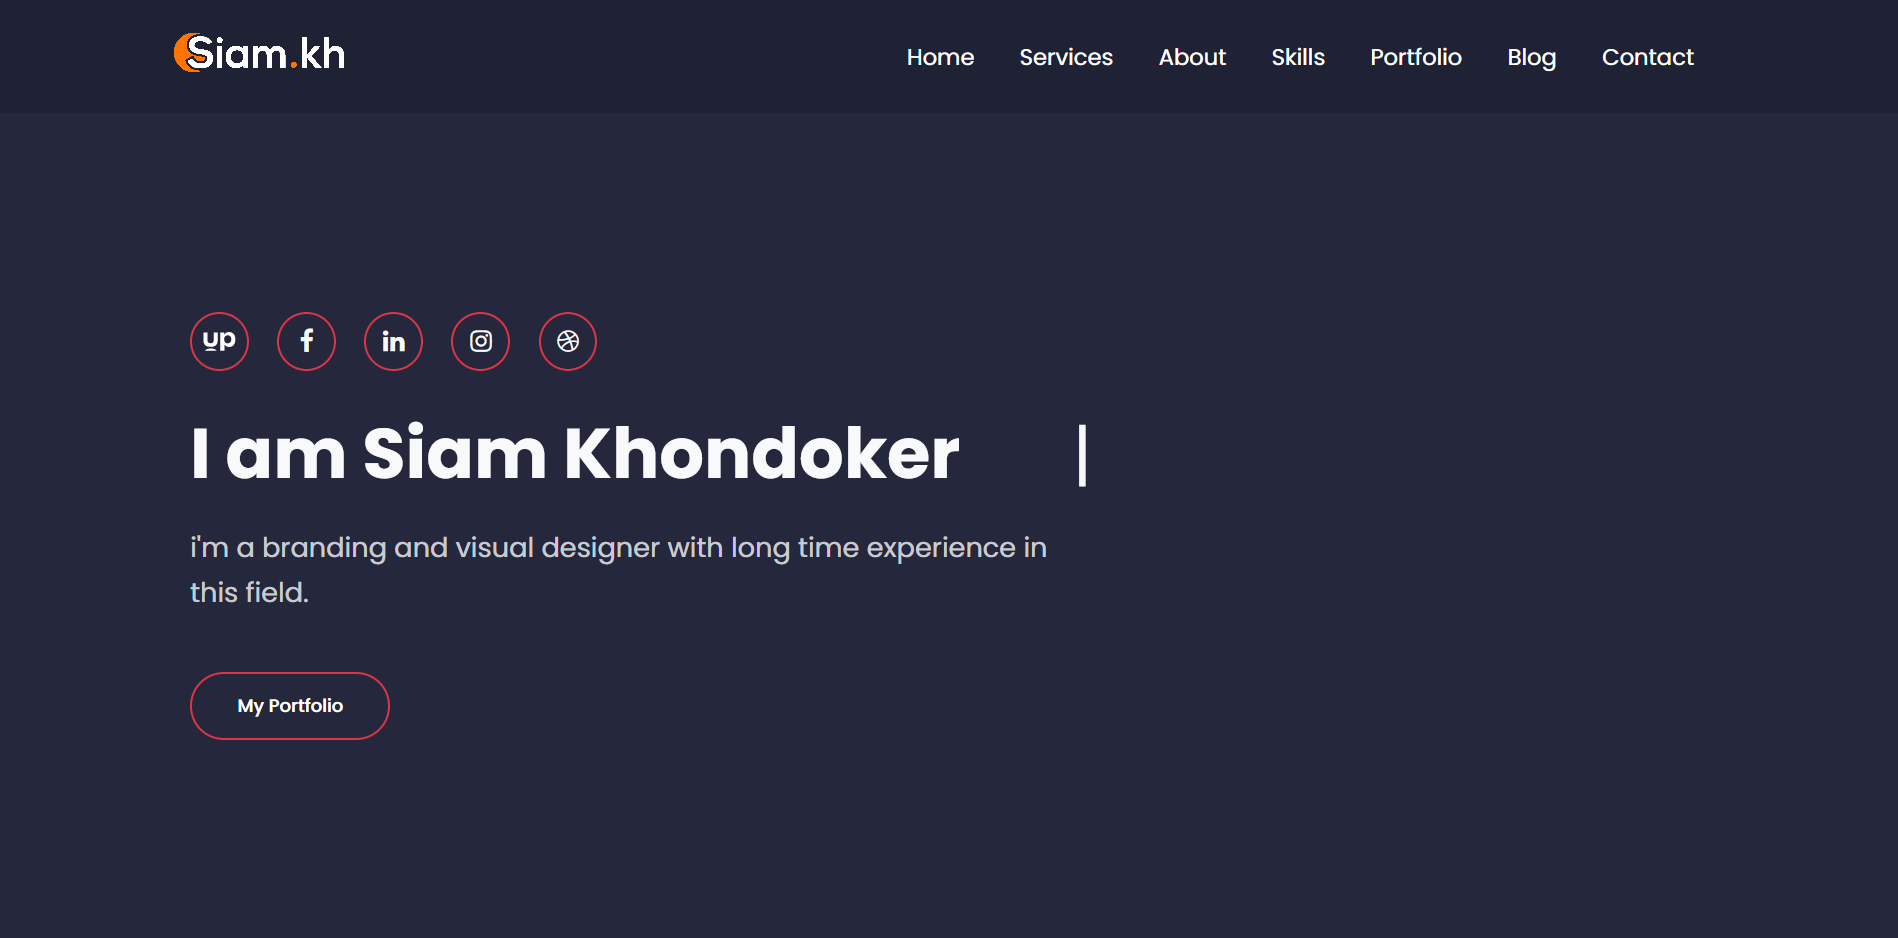 Siam.kh
Home Services About Skills Portfolio Blog Contact
up f in
I am Siam Khondoker |
i'm a branding and visual designer with long time experience in
this field.
My Portfolio